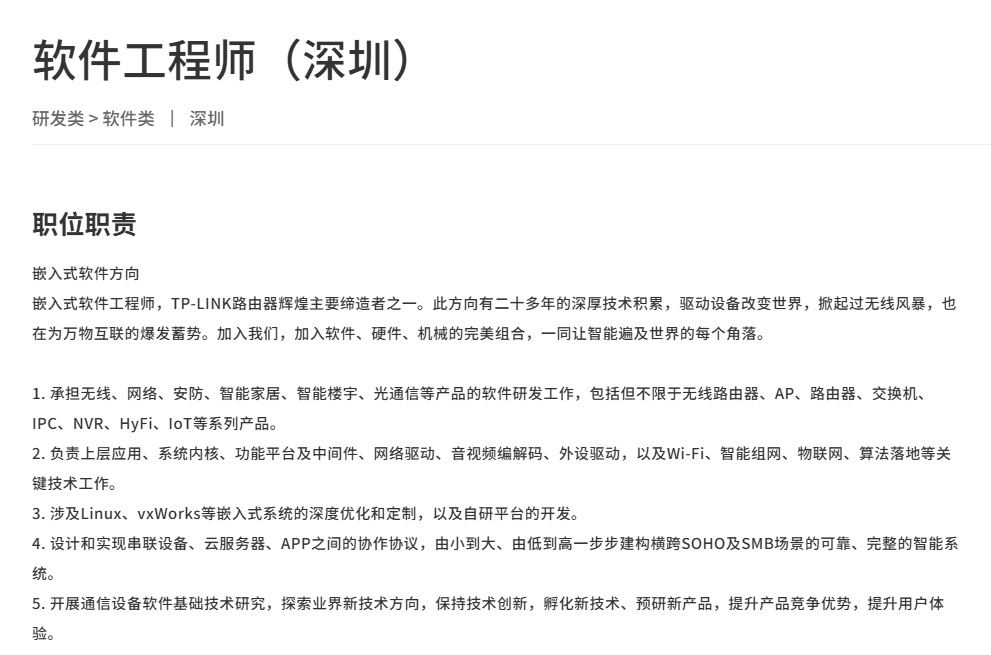 软件工程师（深圳）
研发类 > 软件类 | 深圳
职位职责
嵌入式软件方向
嵌入式软件工程师，TP-LINK路由器辉煌主要缔造者之一。此方向有二十多年的深厚技术积累，驱动设备改变世界，掀起过无线风暴，也
在为万物互联的爆发蓄势。加入我们，加入软件、硬件、机械的完美组合，一同让智能遍及世界的每个角落。
1. 承担无线、网络、安防、智能家居、智能楼宇、光通信等产品的软件研发工作，包括但不限于无线路由器、AP、路由器、交换机、
IPC、NVR、HyFi、IoT等系列产品。
2. 负责上层应用、系统内核、功能平台及中间件、网络驱动、音视频编解码、外设驱动，以及Wi-Fi、智能组网、物联网、算法落地等关
键技术工作。
3. 涉及Linux、vxWorks等嵌入式系统的深度优化和定制，以及自研平台的开发。
4. 设计和实现串联设备、云服务器、APP之间的协作协议，由小到大、由低到高一步步建构横跨SOHO及SMB场景的可靠、完整的智能系
统。
5. 开展通信设备软件基础技术研究，探索业界新技术方向，保持技术创新，孵化新技术、预研新产品，提升产品竞争优势，提升用户体
验。